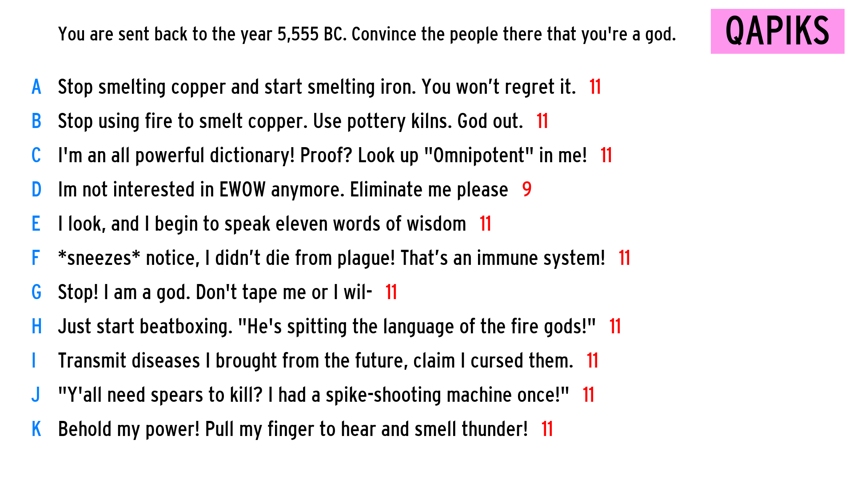 You are sent back to the year 5,555 BC. Convince the people there that you're a god.
QAPIKS
A Stop smelting copper and start smelting iron. You won’t regret it. 11
B Stop using fire to smelt copper. Use pottery kilns. God out. 11
C I'm an all powerful dictionary! Proof? Look up "Omnipotent" in me! 11
D Im not interested in EWOW anymore. Eliminate me please 9
E I look, and I begin to speak eleven words of wisdom 11
F *sneezes* notice, I didn’t die from plague! That’s an immune system! 11
G Stop! I am a god. Don't tape me or I wil- 11
H Just start beatboxing. "He's spitting the language of the fire gods!" 11
I Transmit diseases I brought from the future, claim I cursed them. 11
J "Y'all need spears to kill? I had a spike-shooting machine once!" 11
K Behold my power! Pull my finger to hear and smell thunder! 11